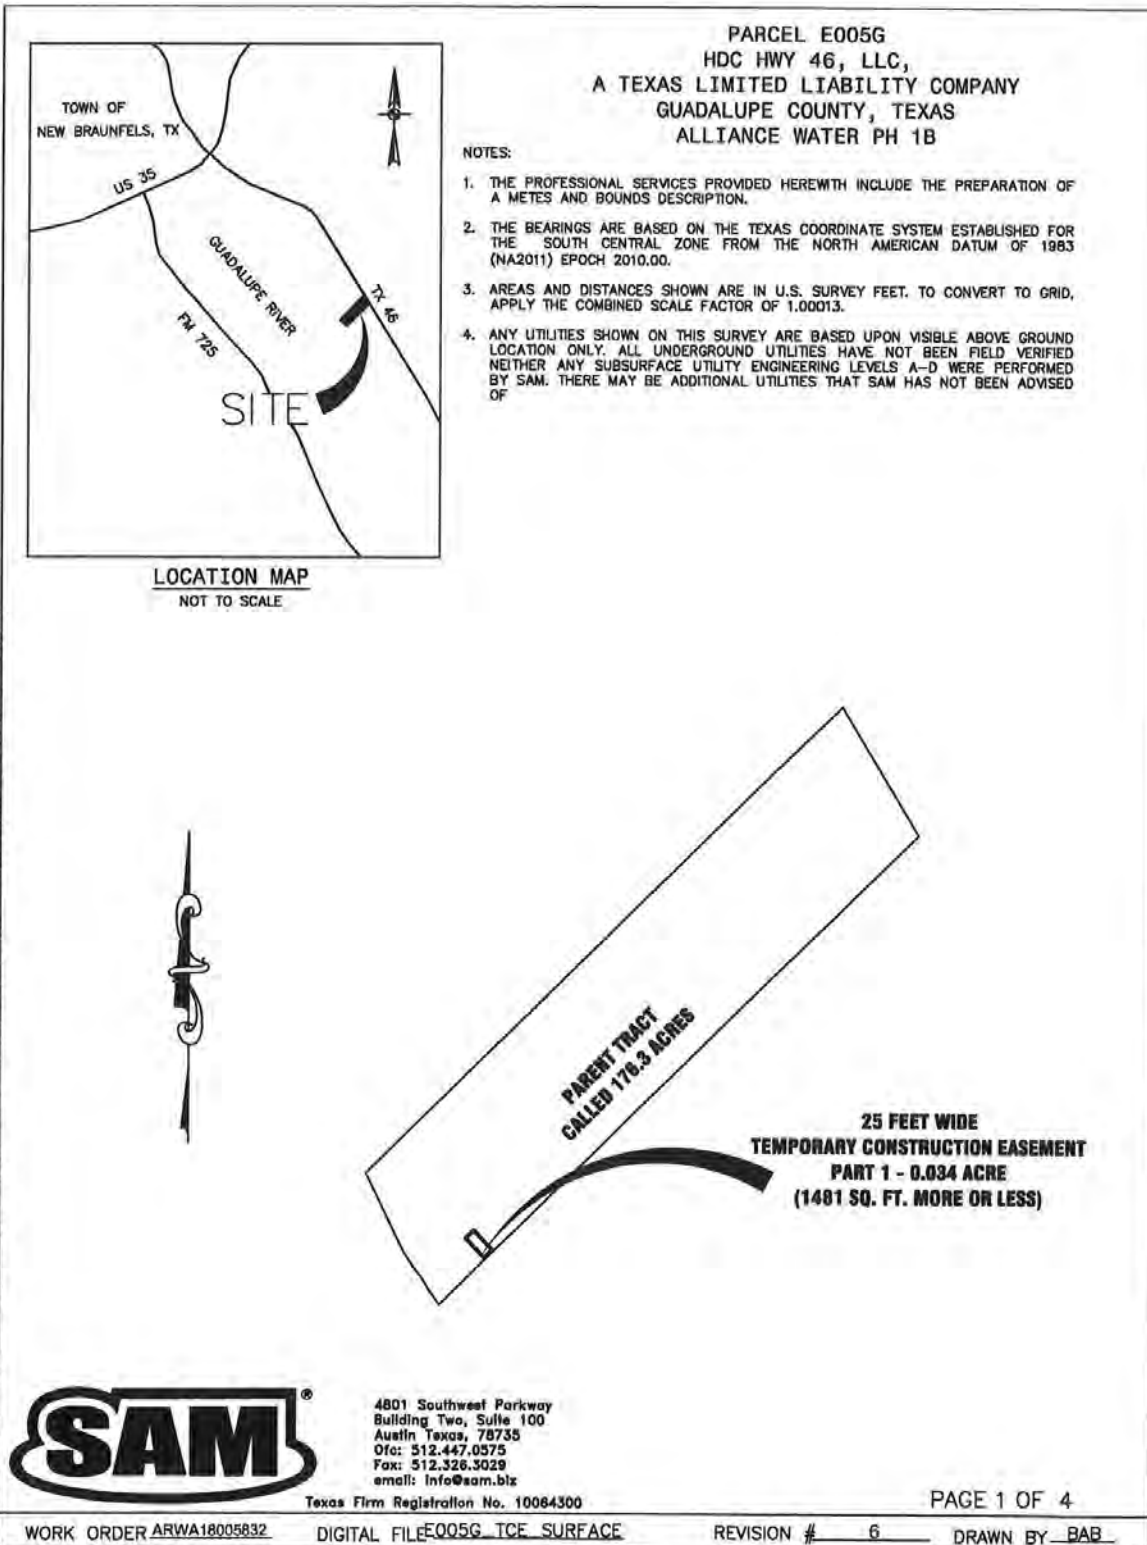 PARCEL E005G
HDC HWY 46, LLC,
A TEXAS LIMITED LIABILITY COMPANY
GUADALUPE COUNTY, TEXAS
ALLIANCE WATER PH 1B
TOWN OF
NEW BRAUNFELS, TX
US 35
GUADALUPE RIVER
TX 46
FM 725
SITE
LOCATION MAP
NOT TO SCALE
NOTES:
1. THE PROFESSIONAL SERVICES PROVIDED HEREWITH INCLUDE THE PREPARATION OF
A METES AND BOUNDS DESCRIPTION.
2. THE BEARINGS ARE BASED ON THE TEXAS COORDINATE SYSTEM ESTABLISHED FOR
THE SOUTH CENTRAL ZONE FROM THE NORTH AMERICAN DATUM OF 1983
(NA2011) EPOCH 2010.00.
3. AREAS AND DISTANCES SHOWN ARE IN U.S. SURVEY FEET. TO CONVERT TO GRID,
APPLY THE COMBINED SCALE FACTOR OF 1.00013.
4. ANY UTILITIES SHOWN ON THIS SURVEY ARE BASED UPON VISIBLE ABOVE GROUND
LOCATION ONLY. ALL UNDERGROUND UTILITIES HAVE NOT BEEN FIELD VERIFIED
NEITHER ANY SUBSURFACE UTILITY ENGINEERING LEVELS A-D WERE PERFORMED
BY SAM. THERE MAY BE ADDITIONAL UTILITIES THAT SAM HAS NOT BEEN ADVISED
OF
PARENT TRACT
CALLED 176.3 ACRES
25 FEET WIDE
TEMPORARY CONSTRUCTION EASEMENT
PART 1 - 0.034 ACRE
(1481 SQ. FT. MORE OR LESS)
SAM®
4801 Southwest Parkway
Building Two, Suite 100
Austin Texas, 78735
Ofc: 512.447.0575
Fax: 512.326.3029
email: info@sam.biz
Texas Firm Registration No. 10064300
PAGE 1 OF 4
WORK ORDER ARWA18005832 DIGITAL FILE E005G_TCE SURFACE REVISION # 6 DRAWN BY BAB